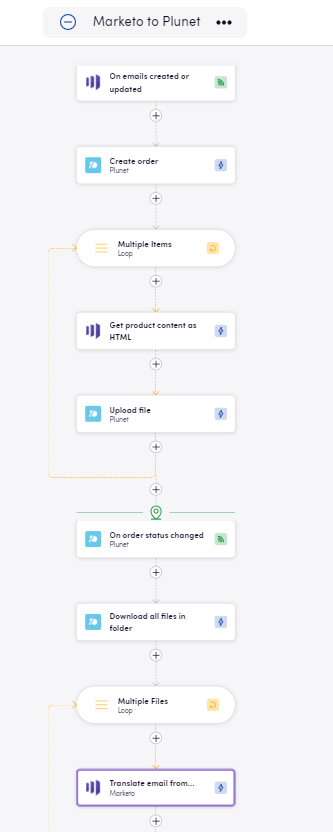 Marketo to Plunet
On emails created or
updated
Create order
Plunet
Multiple Items
Loop
Get product content as
HTML
Upload file
Plunet
On order status changed
Plunet
Download all files in
folder
Multiple Files
Loop
Translate email from...
Marketo